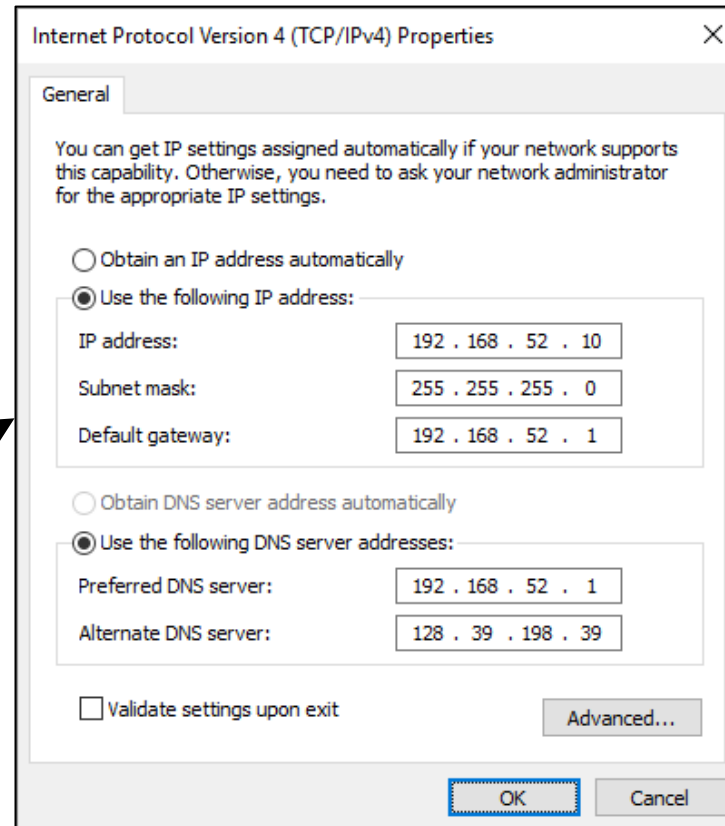 Internet Protocol Version 4 (TCP/IPv4) Properties
General
You can get IP settings assigned automatically if your network supports
this capability. Otherwise, you need to ask your network administrator
for the appropriate IP settings.
Obtain an IP address automatically
Use the following IP address:
IP address: 192 . 168 . 52 . 10
Subnet mask: 255 . 255 . 255 . 0
Default gateway: 192 . 168 . 52 . 1
Obtain DNS server address automatically
Use the following DNS server addresses:
Preferred DNS server: 192 . 168 . 52 . 1
Alternate DNS server: 128 . 39 . 198 . 39
Validate settings upon exit
Advanced...
OK Cancel